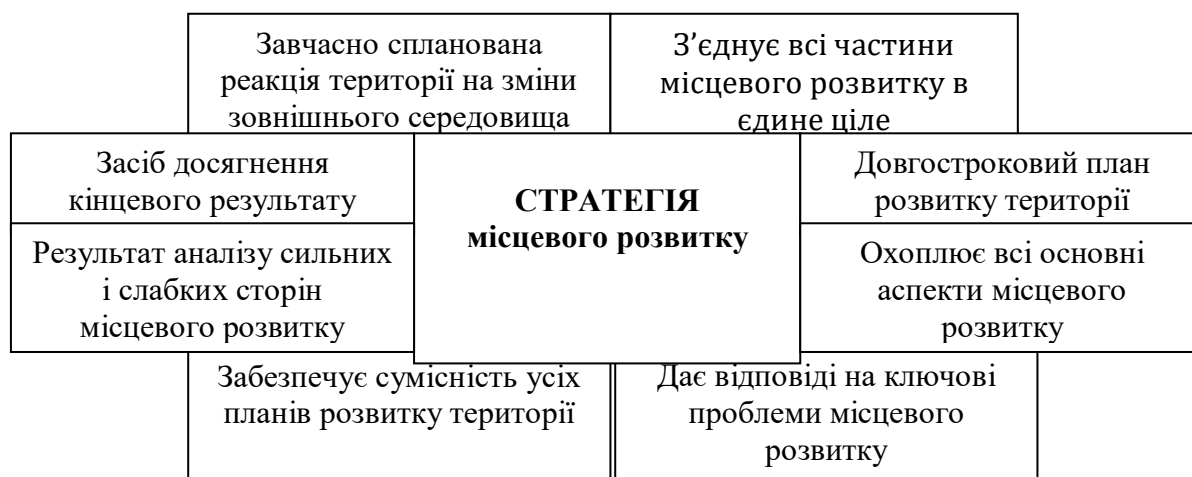 Завчасно спланована
реакція території на зміни
зовнішнього середовища
З’єднує всі частини
місцевого розвитку в
єдине ціле
Засіб досягнення
кінцевого результату
СТРАТЕГІЯ
місцевого розвитку
Довгостроковий план
розвитку території
Результат аналізу сильних
і слабких сторін
місцевого розвитку
Охоплює всі основні
аспекти місцевого
розвитку
Забезпечує сумісність усіх
планів розвитку території
Дає відповіді на ключові
проблеми місцевого
розвитку